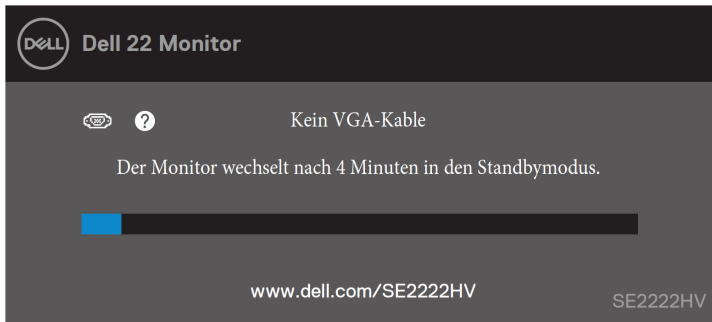 DELL Dell 22 Monitor
Kein VGA-Kable
Der Monitor wechselt nach 4 Minuten in den Standbymodus.
www.dell.com/SE2222HV
SE2222HV